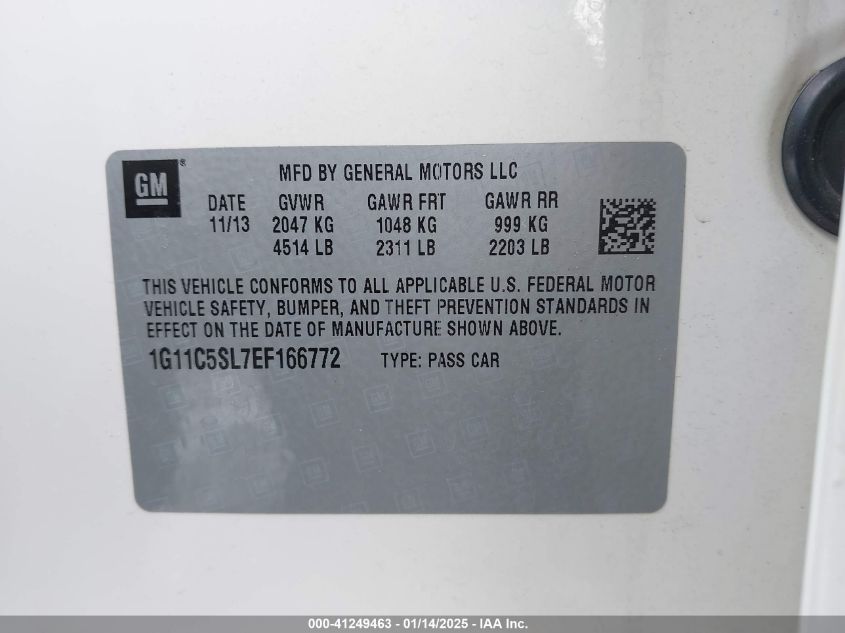 GM®
MFD BY GENERAL MOTORS LLC
DATE GVWR GAWR FRT GAWR RR
11/13 2047 KG 1048 KG 999 KG
4514 LB 2311 LB 2203 LB
THIS VEHICLE CONFORMS TO ALL APPLICABLE U.S. FEDERAL MOTOR
VEHICLE SAFETY, BUMPER, AND THEFT PREVENTION STANDARDS IN
EFFECT ON THE DATE OF MANUFACTURE SHOWN ABOVE.
1G11C5SL7EF166772 TYPE: PASS CAR
000-41249463 - 01/14/2025 - IAA Inc.